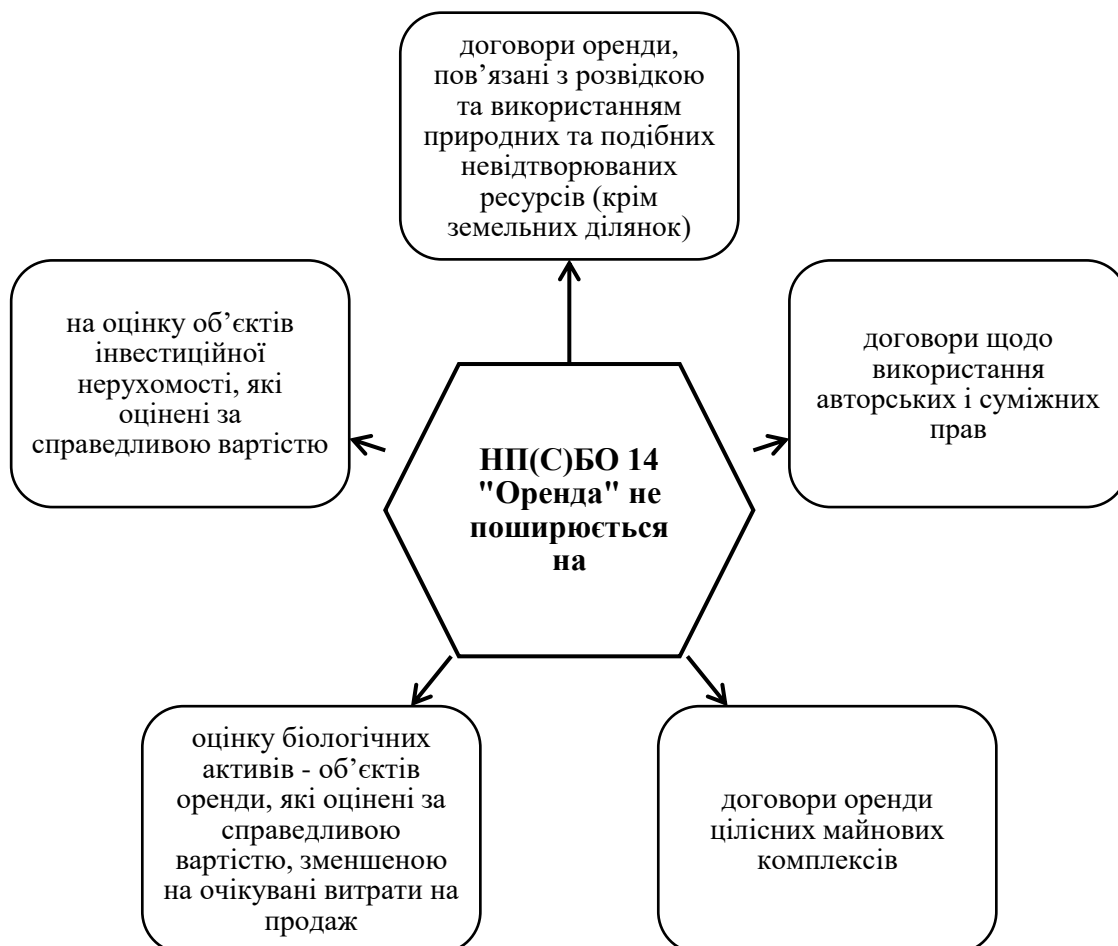 договори оренди,
пов’язані з розвідкою
та використанням
природних та подібних
невідтворюваних
ресурсів (крім
земельних ділянок)
на оцінку об’єктів
інвестиційної
нерухомості, які
оцінені за
справедливою вартістю
договори щодо
використання
авторських і суміжних
прав
НП(С)БО 14
"Оренда" не
поширюється
на
оцінку біологічних
активів - об’єктів
оренди, які оцінені за
справедливою
вартістю, зменшеною
на очікувані витрати на
продаж
договори оренди
цілісних майнових
комплексів